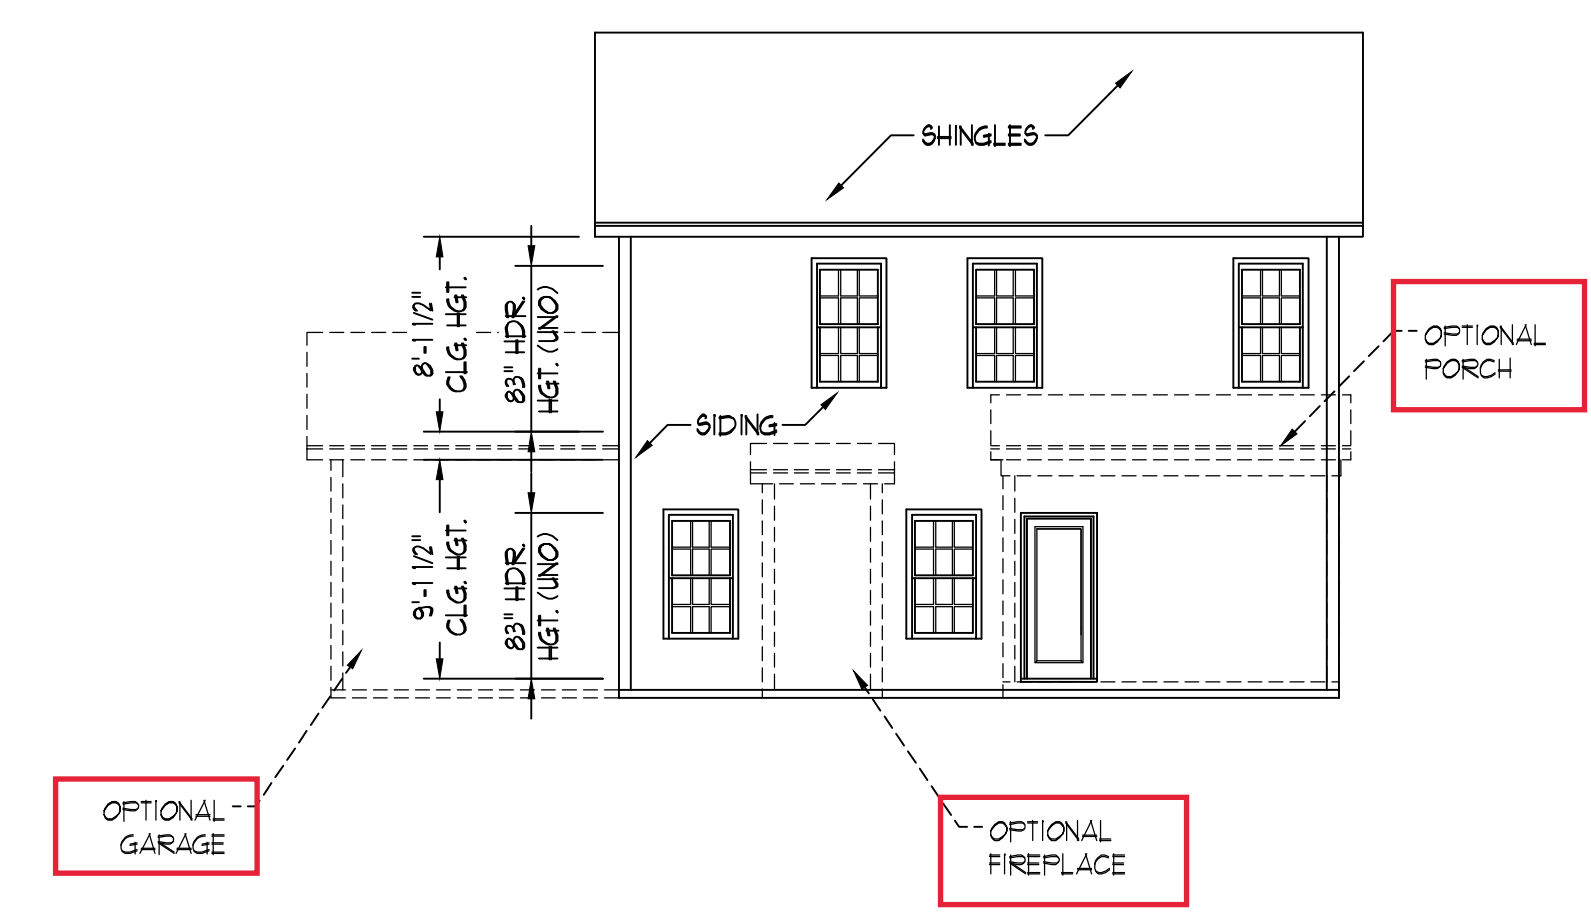 SHINGLES
8'-1 1/2"
CLG. HGT.
83" HDR.
HGT. (UNO)
OPTIONAL
PORCH
SIDING
9'-1 1/2"
CLG. HGT.
83" HDR.
HGT. (UNO)
OPTIONAL
GARAGE
OPTIONAL
FIREPLACE